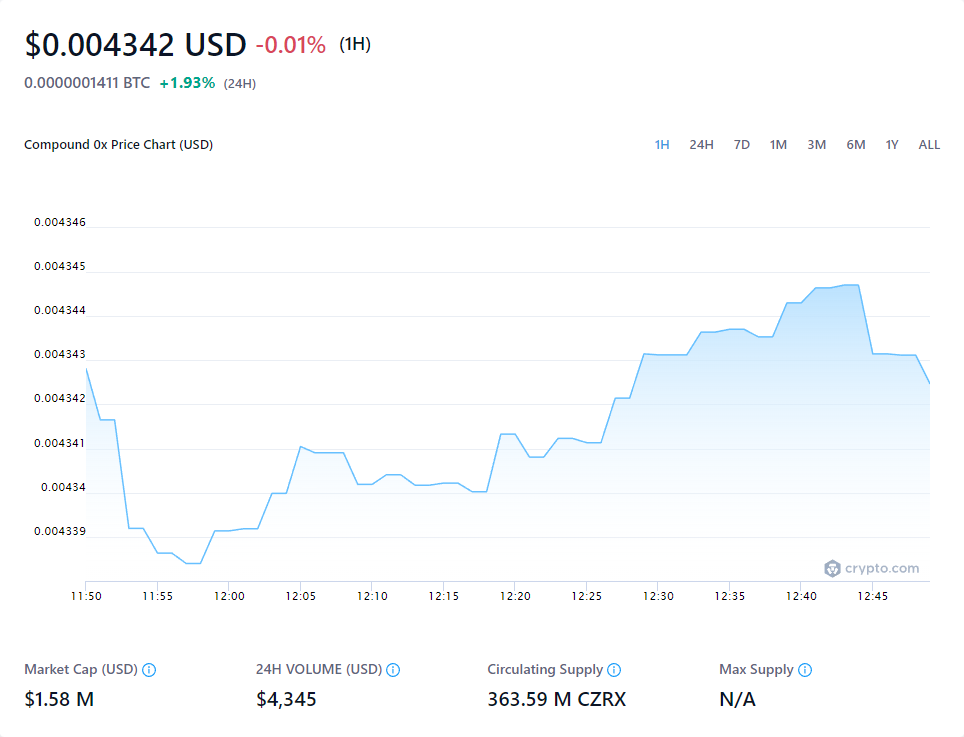 $0.004342 USD -0.01% (1H)
0.0000001411 BTC +1.93% (24H)
Compound 0x Price Chart (USD)
1H 24H 7D 1M 3M 6M 1Y ALL
0.004346
0.004345
0.004344
0.004343
0.004342
0.004341
0.00434
0.004339
crypto.com
11:50 11:55 12:00 12:05 12:10 12:15 12:20 12:25 12:30 12:35 12:40 12:45
Market Cap (USD) 24H VOLUME (USD) Circulating Supply Max Supply
$1.58 M $4,345 363.59 M CZRX N/A